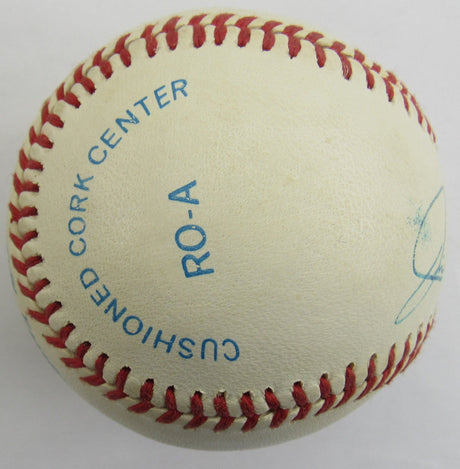 CUSHIONED CORK CENTER
RO-A